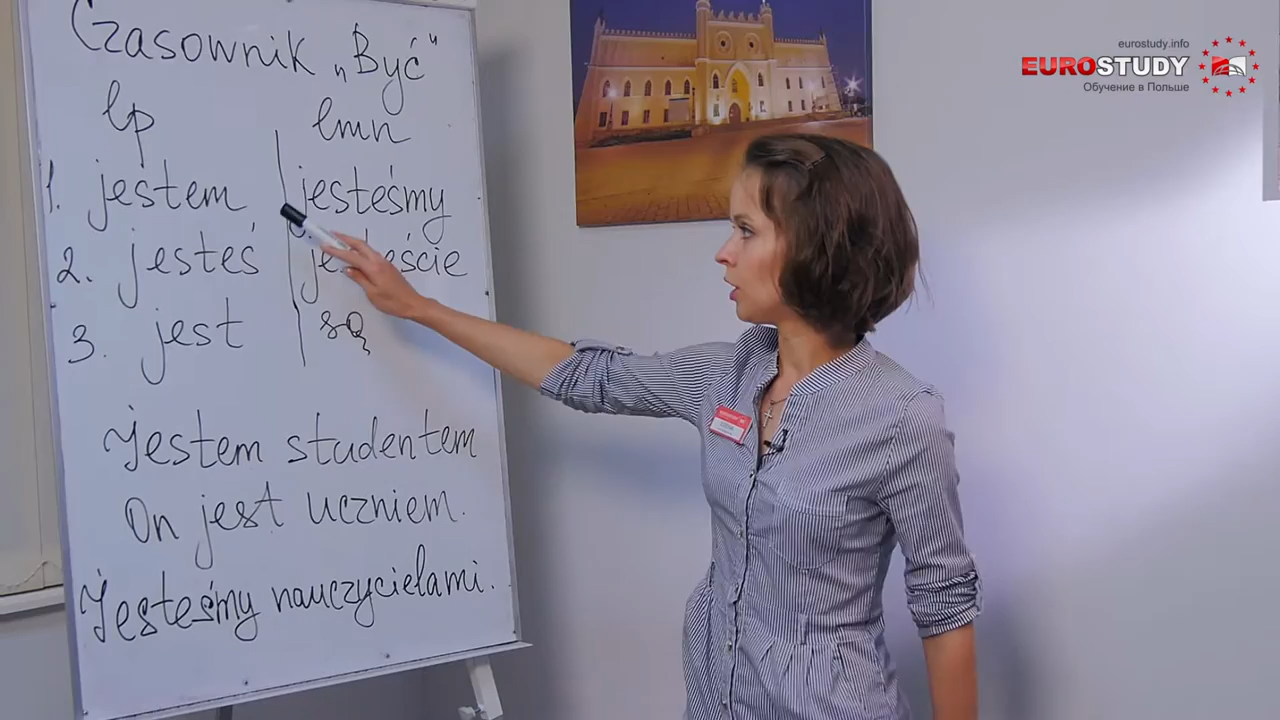 Czasownik „Być"
lp lmn
1. jestem jesteśmy
2. jesteś jesteście
3. jest są
Jestem studentem
On jest uczniem.
Jesteśmy nauczycielami.
eurostudy.info
EUROSTUDY
Обучение в Польше